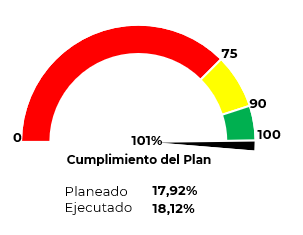 75
90
0
100
101%
Cumplimiento del Plan
Planeado 17,92%
Ejecutado 18,12%